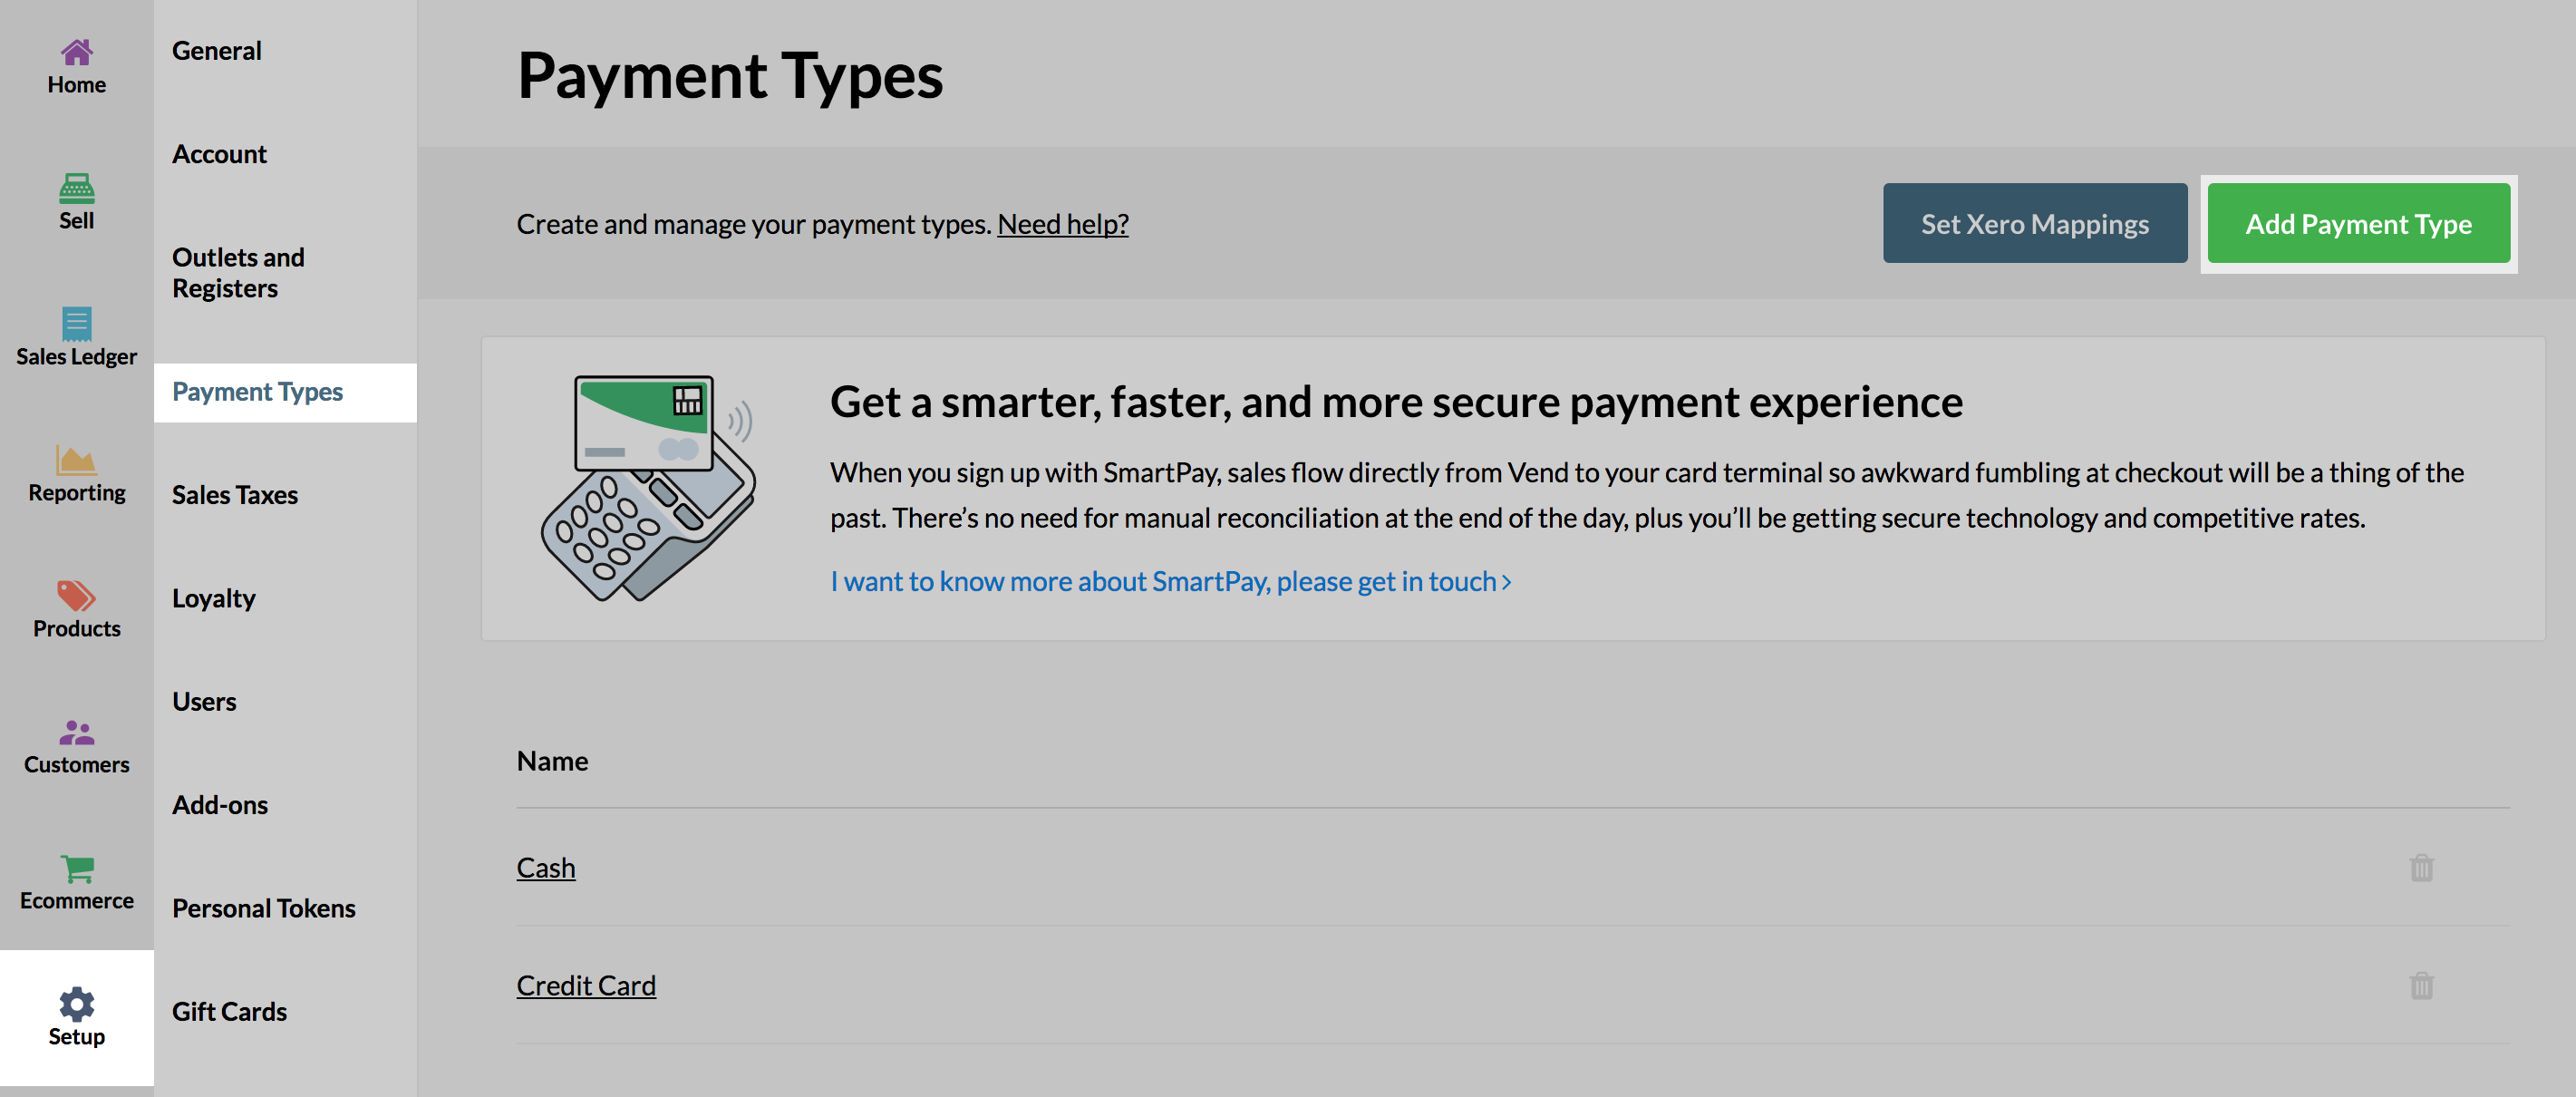 Home
Sell
Sales Ledger
Reporting
Products
Customers
Ecommerce
Setup
General
Account
Outlets and
Registers
Payment Types
Sales Taxes
Loyalty
Users
Add-ons
Personal Tokens
Gift Cards
Payment Types
Create and manage your payment types. Need help?
Set Xero Mappings
Add Payment Type
Get a smarter, faster, and more secure payment experience
When you sign up with SmartPay, sales flow directly from Vend to your card terminal so awkward fumbling at checkout will be a thing of the
past. There’s no need for manual reconciliation at the end of the day, plus you’ll be getting secure technology and competitive rates.
I want to know more about SmartPay, please get in touch ›
Name
Cash
Credit Card